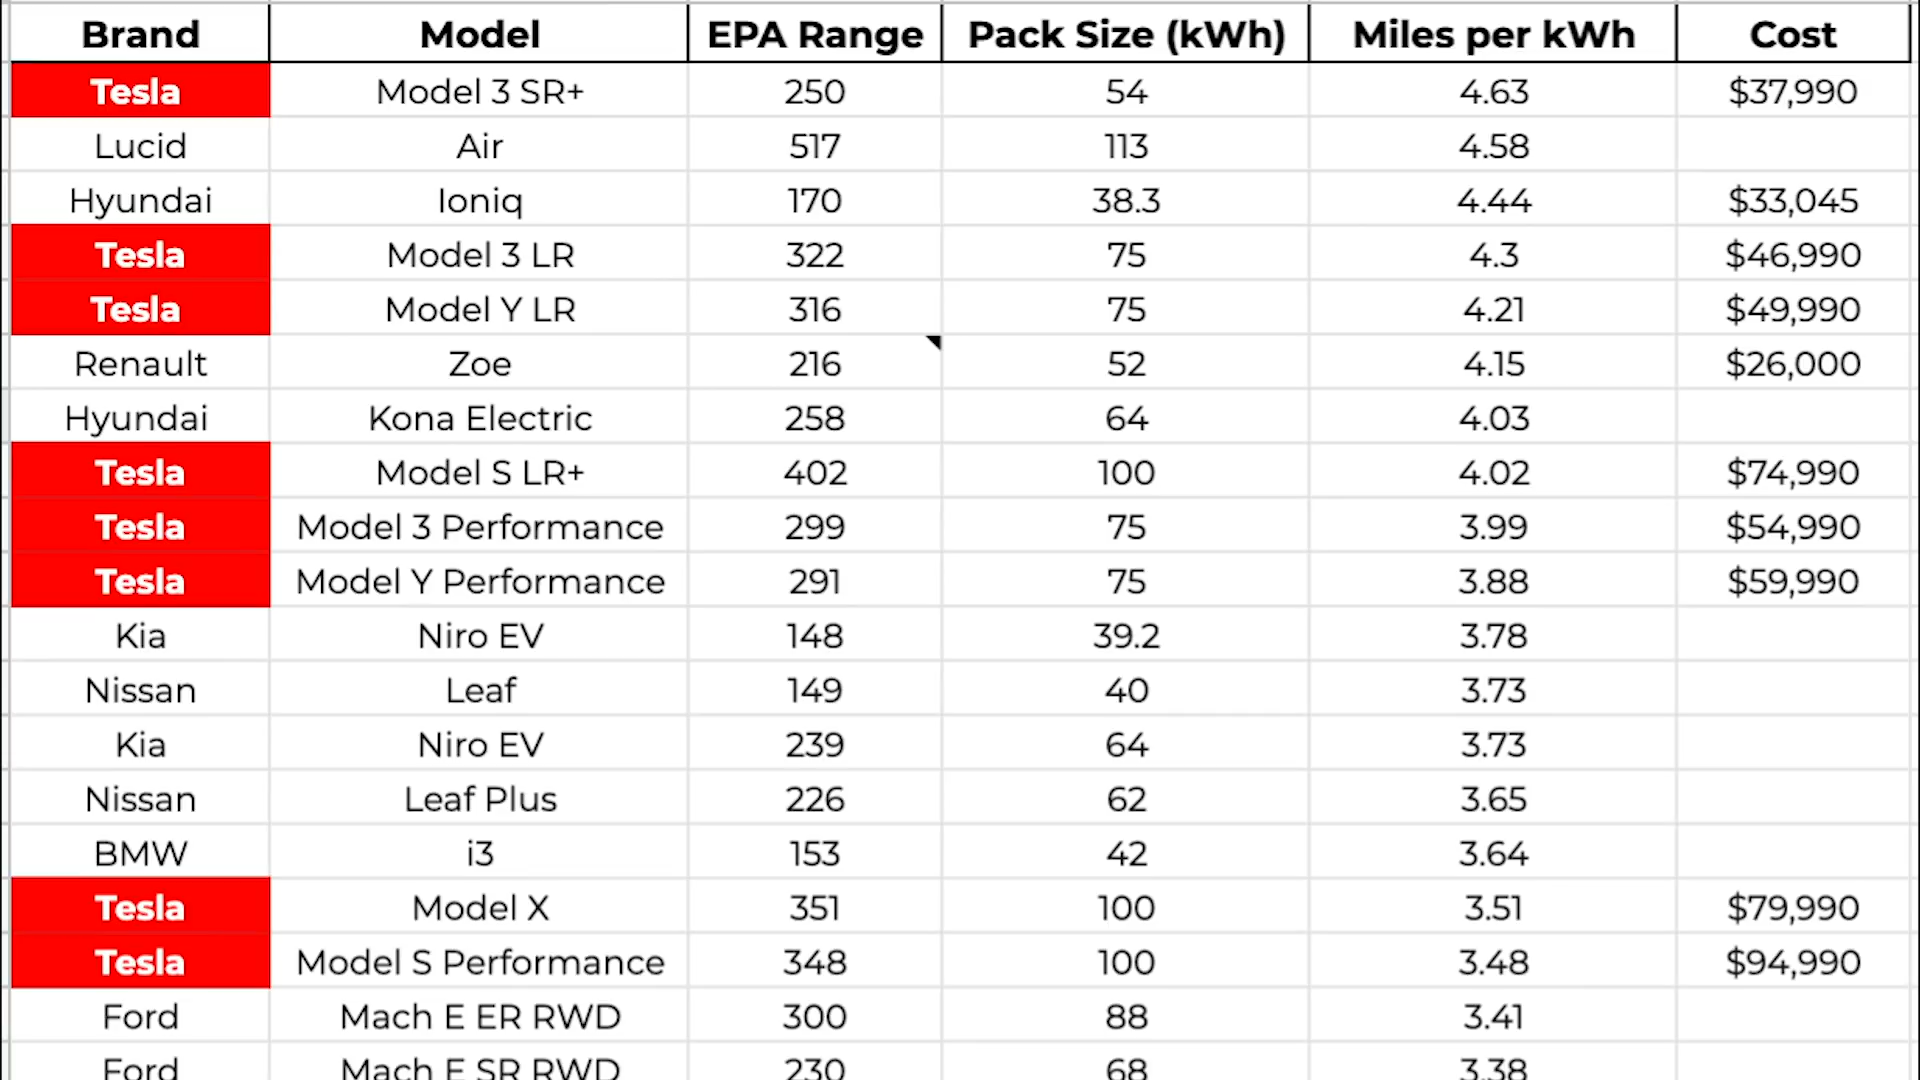 Brand Model EPA Range Pack Size (kWh) Miles per kWh Cost
Tesla Model 3 SR+ 250 54 4.63 $37,990
Lucid Air 517 113 4.58
Hyundai Ioniq 170 38.3 4.44 $33,045
Tesla Model 3 LR 322 75 4.3 $46,990
Tesla Model Y LR 316 75 4.21 $49,990
Renault Zoe 216 52 4.15 $26,000
Hyundai Kona Electric 258 64 4.03
Tesla Model S LR+ 402 100 4.02 $74,990
Tesla Model 3 Performance 299 75 3.99 $54,990
Tesla Model Y Performance 291 75 3.88 $59,990
Kia Niro EV 148 39.2 3.78
Nissan Leaf 149 40 3.73
Kia Niro EV 239 64 3.73
Nissan Leaf Plus 226 62 3.65
BMW i3 153 42 3.64
Tesla Model X 351 100 3.51 $79,990
Tesla Model S Performance 348 100 3.48 $94,990
Ford Mach E ER RWD 300 88 3.41
Ford Mach E SR RWD 230 68 3.38